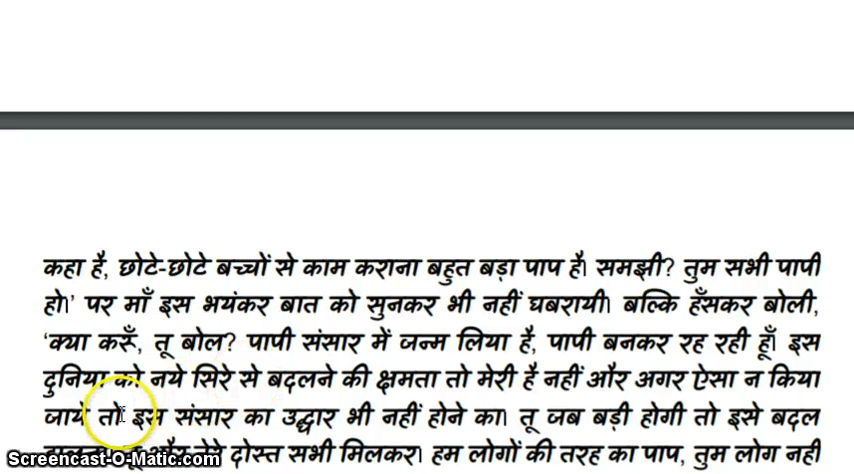 कहा है, छोटे-छोटे बच्चों से काम कराना बहुत बड़ा पाप है। समझी? तुम सभी पापी
हो।' पर माँ इस भयंकर बात को सुनकर भी नहीं घबरायी। बल्कि हँसकर बोली,
'क्या करूँ, तू बोल? पापी संसार में जन्म लिया है, पापी बनकर रह रही हूँ। इस
दुनिया को नये सिरे से बदलने की क्षमता तो मेरी है नहीं और अगर ऐसा न किया
जाये तो इस संसार का उद्धार भी नहीं होने का। तू जब बड़ी होगी तो इसे बदल
दोस्त सभी मिलकर। हम लोगों की तरह का पाप, तुम लोग नहीं
Screencast-O-Matic.com